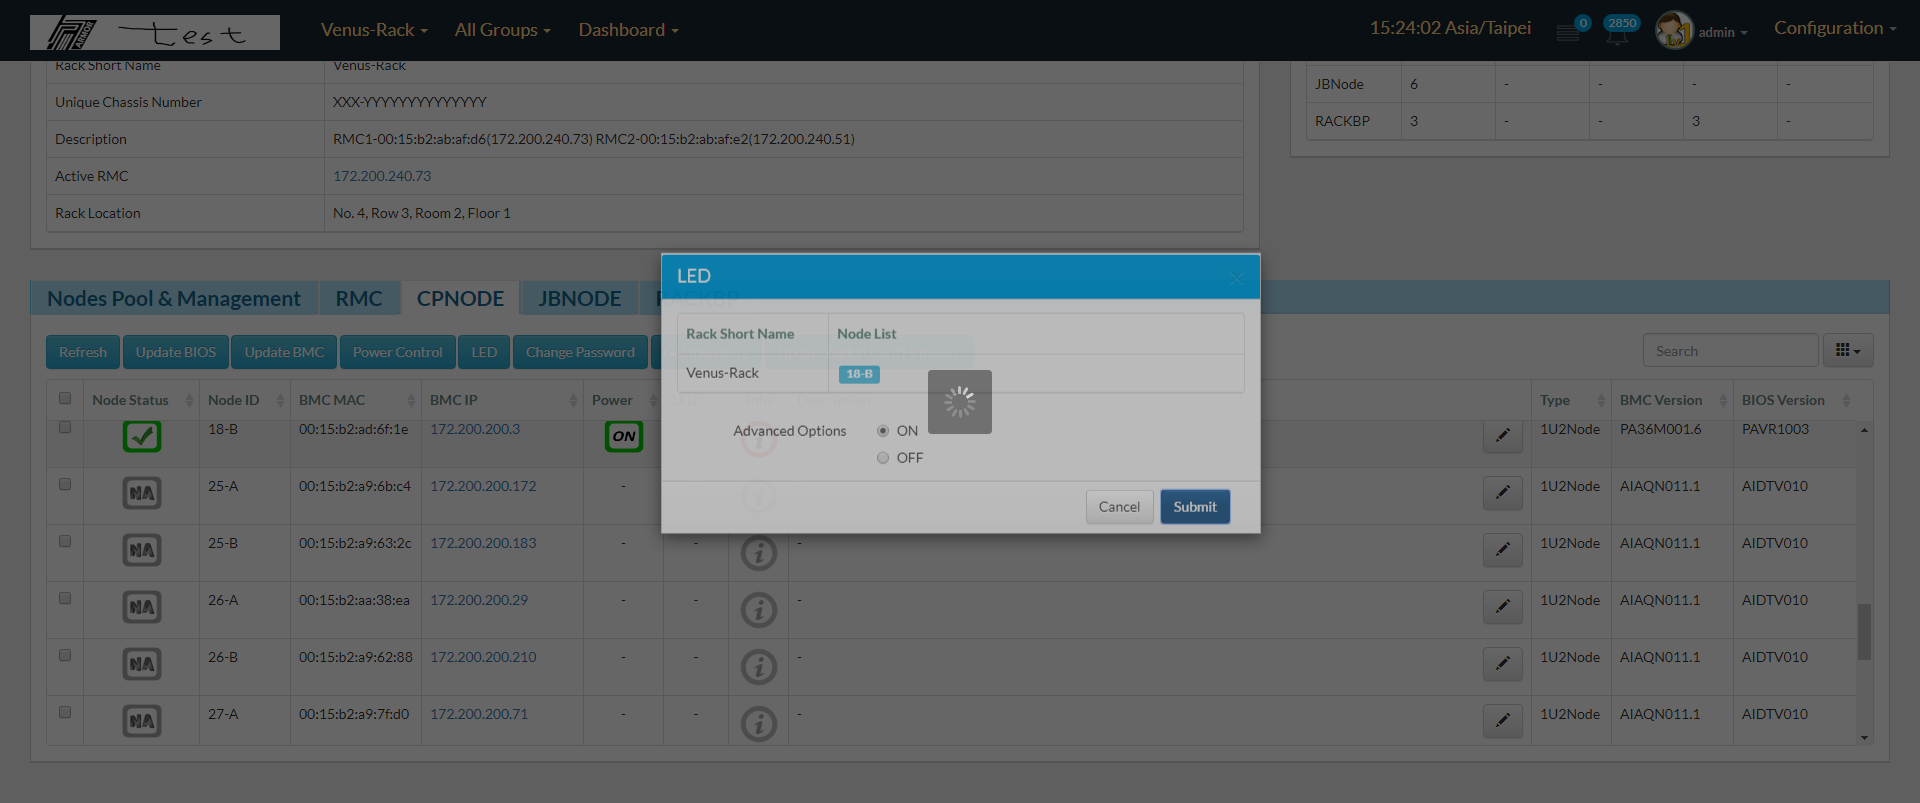 ARMOR test Venus-Rack All Groups Dashboard 15:24:02 Asia/Taipei 0 2850 admin Configuration
Rack Short Name Venus-Rack
Unique Chassis Number XXX-YYYYYYYYYYYYYY
Description RMC1-00:15:b2:ab:af:d6(172.200.240.73) RMC2-00:15:b2:ab:af:e2(172.200.240.51)
Active RMC 172.200.240.73
Rack Location No. 4, Row 3, Room 2, Floor 1
JBNode 6 - - - -
RACKBP 3 - - 3 -
Nodes Pool & Management RMC CPNODE JBNODE RACKBP
Refresh Update BIOS Update BMC Power Control LED Change Password
Search
Node Status Node ID BMC MAC BMC IP Power LED Info Description Type BMC Version BIOS Version
18-B 00:15:b2:ad:6f:1e 172.200.200.3 ON 1U2Node PA36M001.6 PAVR1003
NA 25-A 00:15:b2:a9:6b:c4 172.200.200.172 - 1U2Node AIAQN011.1 AIDTV010
NA 25-B 00:15:b2:a9:63:2c 172.200.200.183 - - i - 1U2Node AIAQN011.1 AIDTV010
NA 26-A 00:15:b2:aa:38:ea 172.200.200.29 - - i - 1U2Node AIAQN011.1 AIDTV010
NA 26-B 00:15:b2:a9:62:88 172.200.200.210 - - i - 1U2Node AIAQN011.1 AIDTV010
NA 27-A 00:15:b2:a9:7f:d0 172.200.200.71 - - i - 1U2Node AIAQN011.1 AIDTV010
LED
Rack Short Name Node List
Venus-Rack 18-B
Advanced Options ON
OFF
Cancel Submit